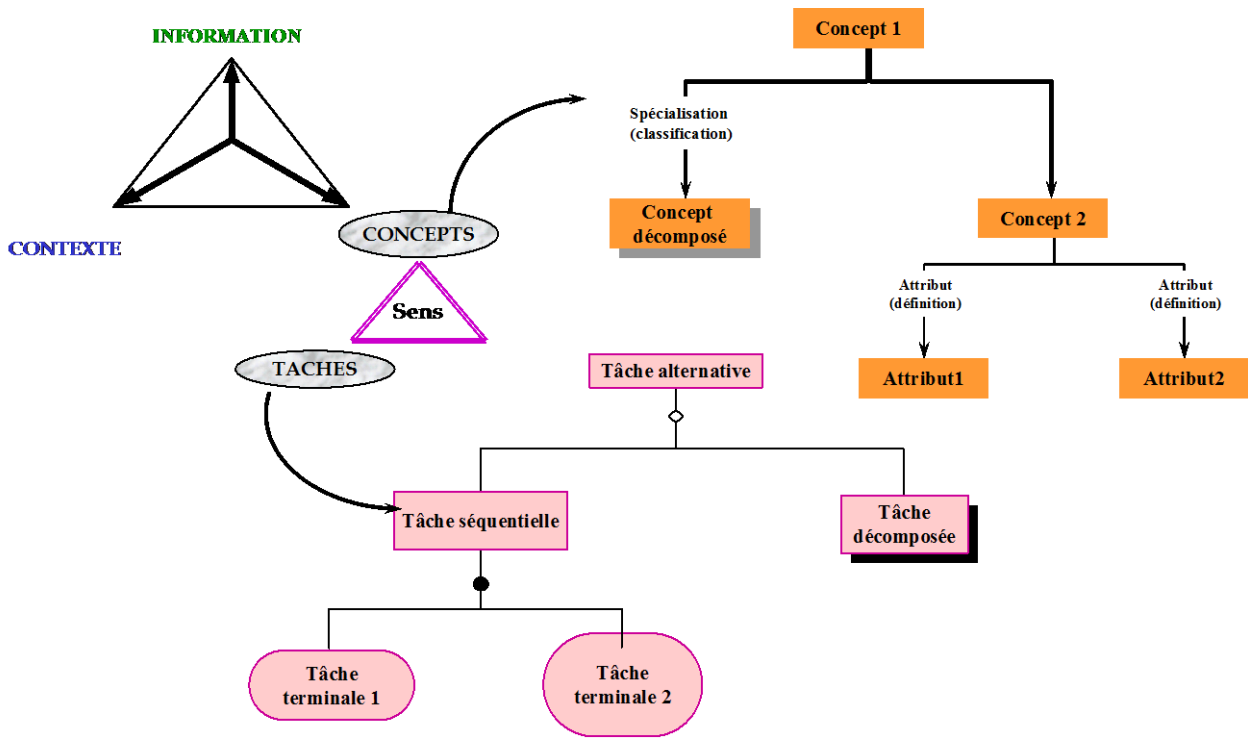 Concept 1
INFORMATION
Spécialisation
(classification)
Concept
décomposé
Concept 2
CONCEPTS
CONTEXTE
Attribut
(définition)
Attribut
(définition)
Sens
TACHES
Tâche alternative
Attribut1
Attribut2
Tâche séquentielle
Tâche
décomposée
Tâche
terminale 1
Tâche
terminale 2